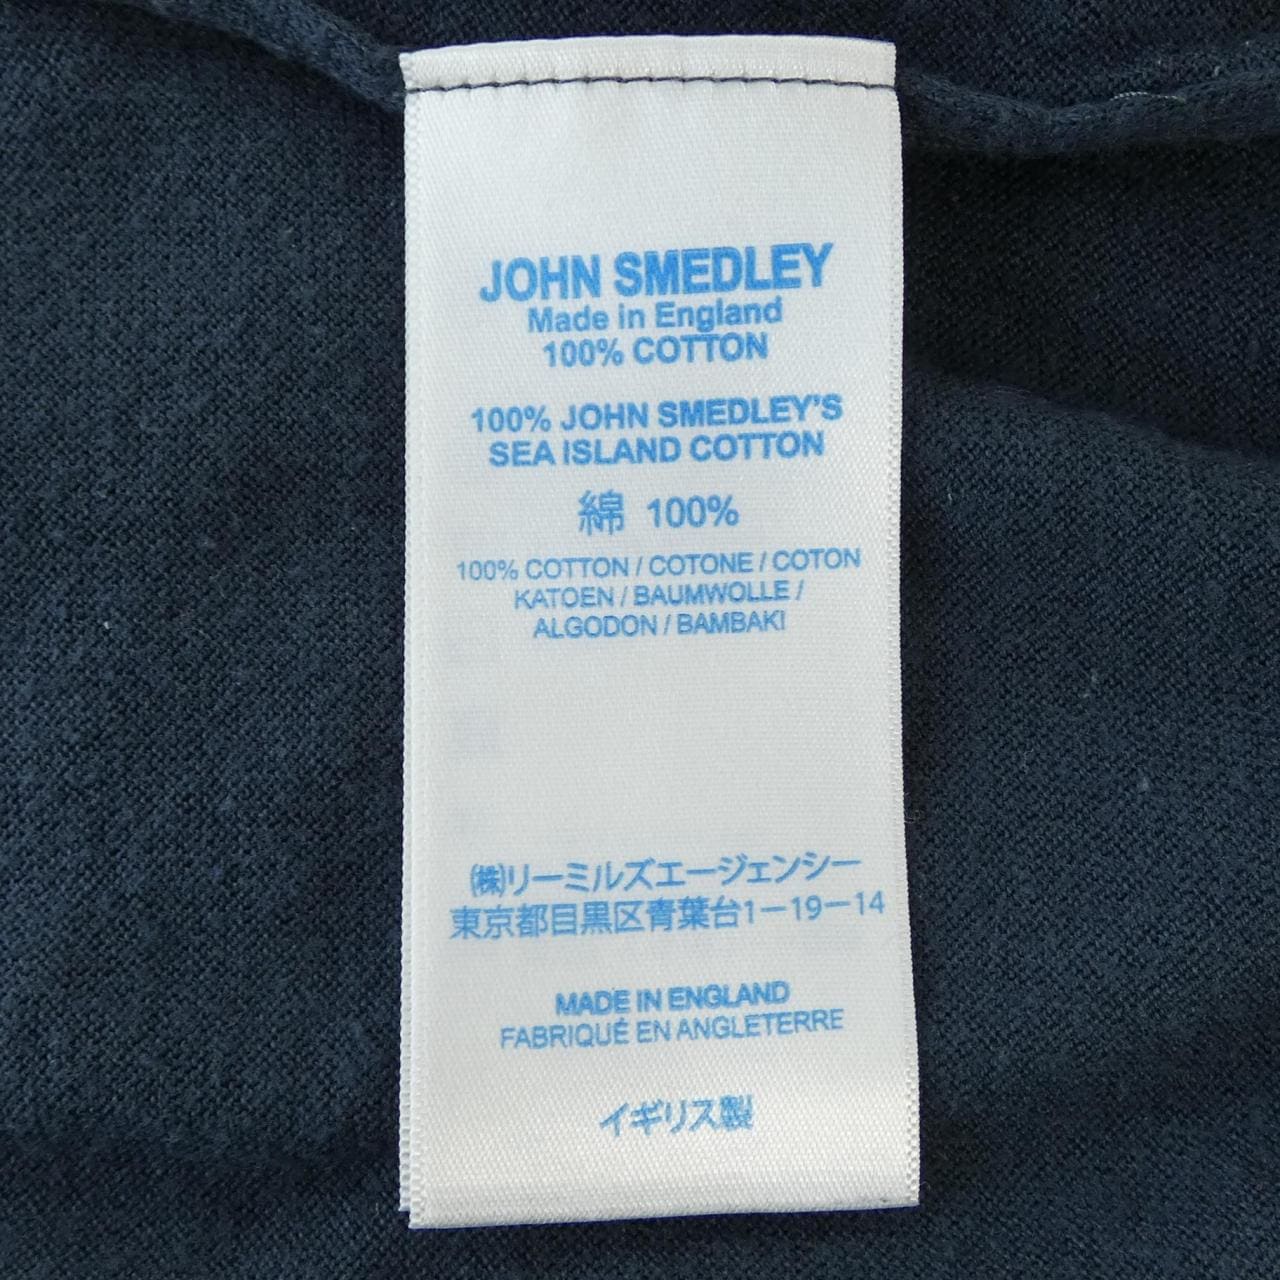 JOHN SMEDLEY
Made in England
100% COTTON
100% JOHN SMEDLEY'S
SEA ISLAND COTTON
綿 100%
100% COTTON / COTONE / COTON
KATOEN / BAUMWOLLE /
ALGODON / BAMBAKI
㈱リーミルズエージェンシー
東京都目黒区青葉台1－19－14
MADE IN ENGLAND
FABRIQUÉ EN ANGLETERRE
イギリス製